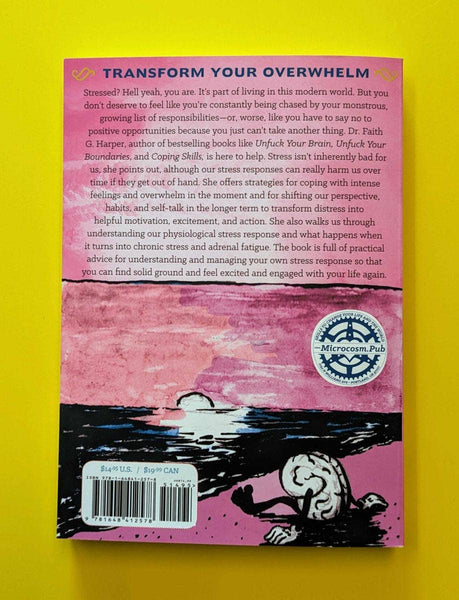 TRANSFORM YOUR OVERWHELM
Stressed? Hell yeah, you are. It's part of living in this modern world. But you
don't deserve to feel like you're constantly being chased by your monstrous,
growing list of responsibilities—or, worse, like you have to say no to
positive opportunities because you just can't take another thing. Dr. Faith
G. Harper, author of bestselling books like Unfuck Your Brain, Unfuck Your
Boundaries, and Coping Skills, is here to help. Stress isn't inherently bad for
us, she points out, although our stress responses can really harm us over
time if they get out of hand. She offers strategies for coping with intense
feelings and overwhelm in the moment and for shifting our perspective,
habits, and self-talk in the longer term to transform distress into
helpful motivation, excitement, and action. She also walks us through
understanding our physiological stress response and what happens when
it turns into chronic stress and adrenal fatigue. The book is full of practical
advice for understanding and managing your own stress response so that
you can find solid ground and feel excited and engaged with your life again.
Microcosm.Pub
$14.95 U.S. / $19.99 CAN
ISBN 978-1-64841-257-8
51495
9 781648 412578